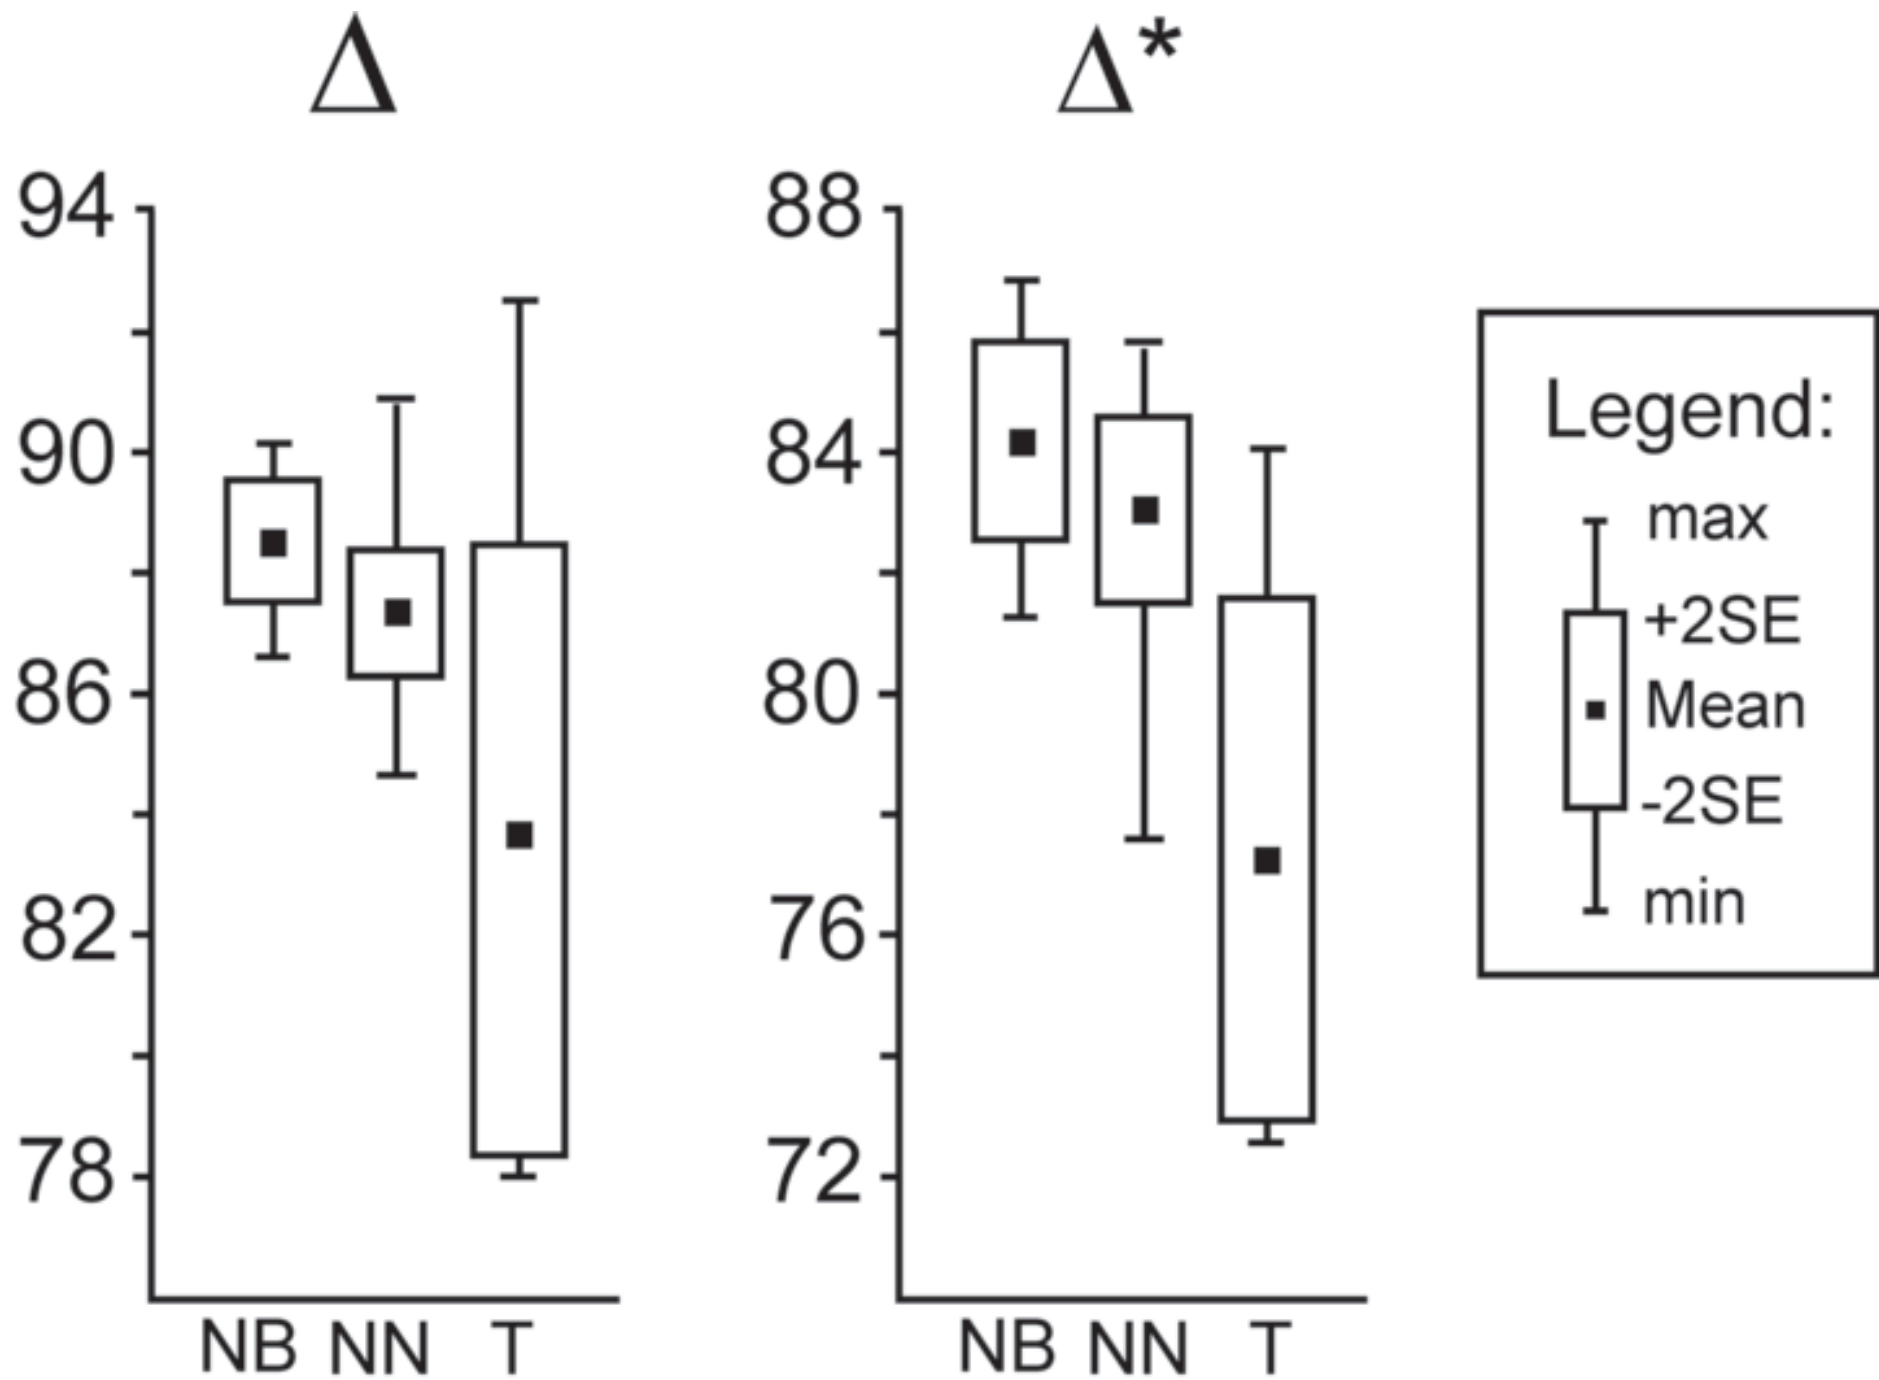 Δ
94
90
86
82
78
NB NN T
Δ*
88
84
80
76
72
NB NN T
Legend:
max
+2SE
Mean
-2SE
min